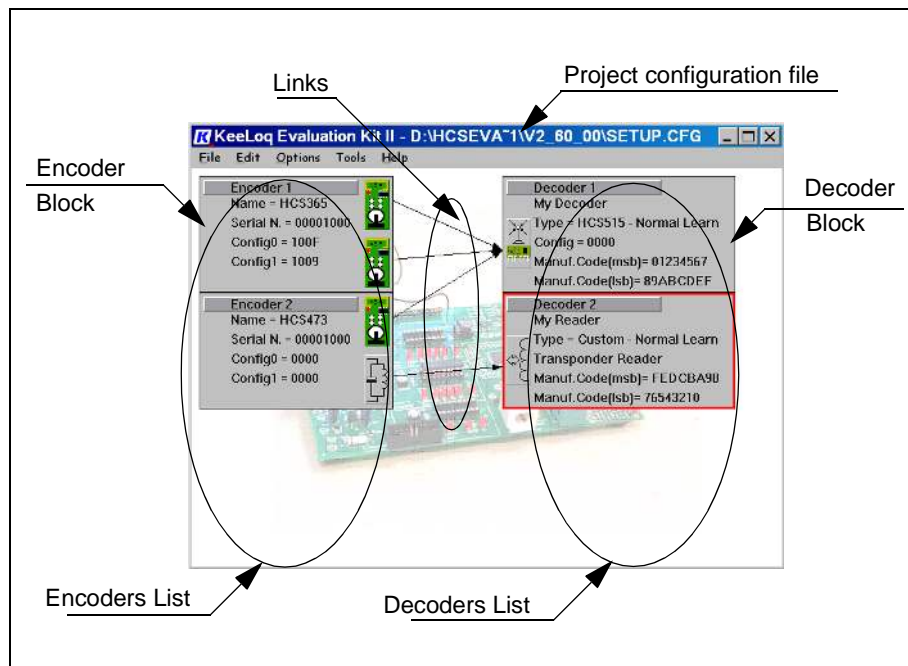 Links
Project configuration file
KeeLoq Evaluation Kit II - D:\HCSEVA~1\V2_60_00\SETUP.CFG
File Edit Options Tools Help
Encoder
Block
Encoder 1
Name = HCS365
Serial N. = 00001000
Config0 = 100F
Config1 = 1009
Encoder 2
Name = HCS473
Serial N. = 00001000
Config0 = 0000
Config1 = 0000
Decoder 1
My Decoder
Type = HCS515 - Normal Learn
Config = 0000
Manuf.Code(msb)= 01234567
Manuf.Code(lsb)= 89ABCDEF
Decoder 2
My Reader
Type = Custom - Normal Learn
Transponder Reader
Manuf.Code(msb)= FEDCBA98
Manuf.Code(lsb)= 76543210
Decoder
Block
Encoders List
Decoders List